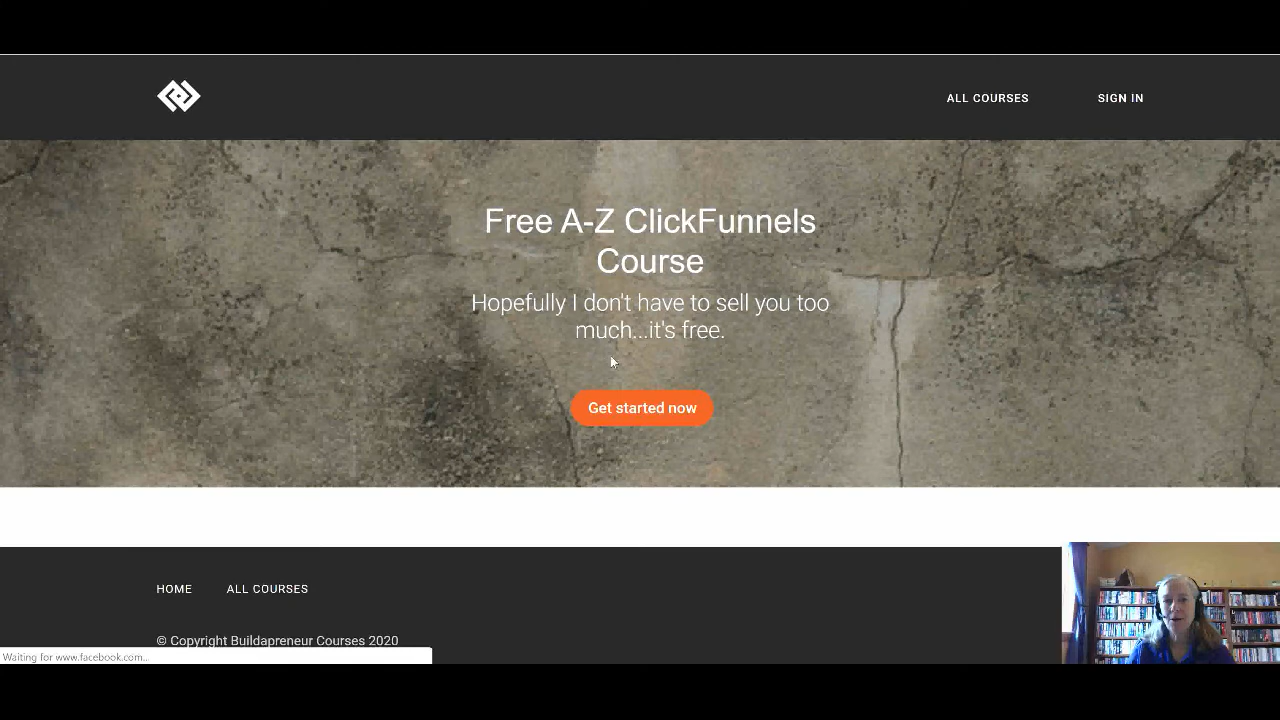 ALL COURSES
SIGN IN
Free A-Z ClickFunnels
Course
Hopefully I don't have to sell you too
much...it's free.
Get started now
HOME
ALL COURSES
© Copyright Buildapreneur Courses 2020
Waiting for www.facebook.com...